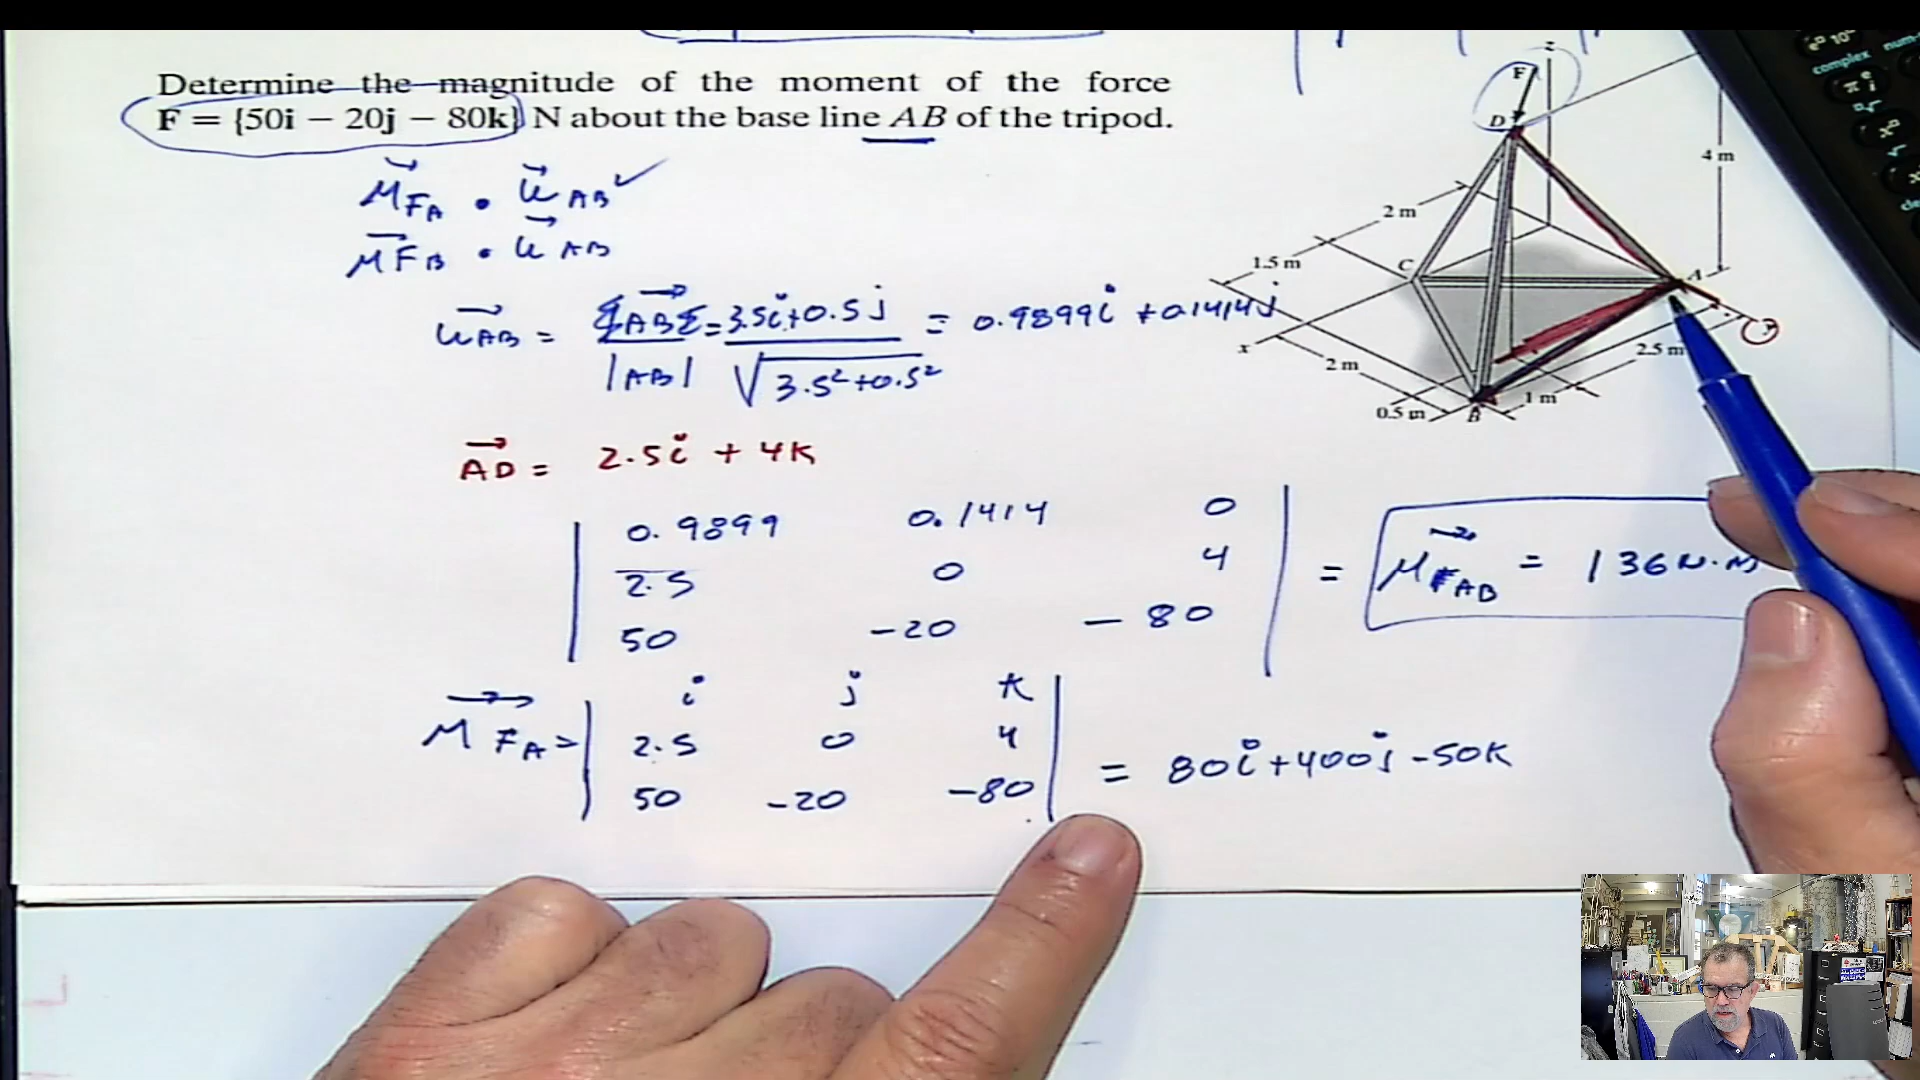 Determine the magnitude of the moment of the force
F = {50i − 20j − 80k} N about the base line AB of the tripod.
M FA • u AB ✓
M FB • u AB
u AB = {AB} = 3.5i + 0.5j = 0.9899i + 0.1414j
|AB| √3.5² + 0.5²
AD = 2.5i + 4k
0.9899 0.1414 0
2.5 0 4
50 -20 -80
= M FAB = 136 N·m
i j k
M FA = 2.5 0 4 = 80i + 400j - 50k
50 -20 -80
z
F
D
4 m
2 m
1.5 m
C
A
x
y
2 m
2.5 m
0.5 m
B
1 m
complex
num-
π e i